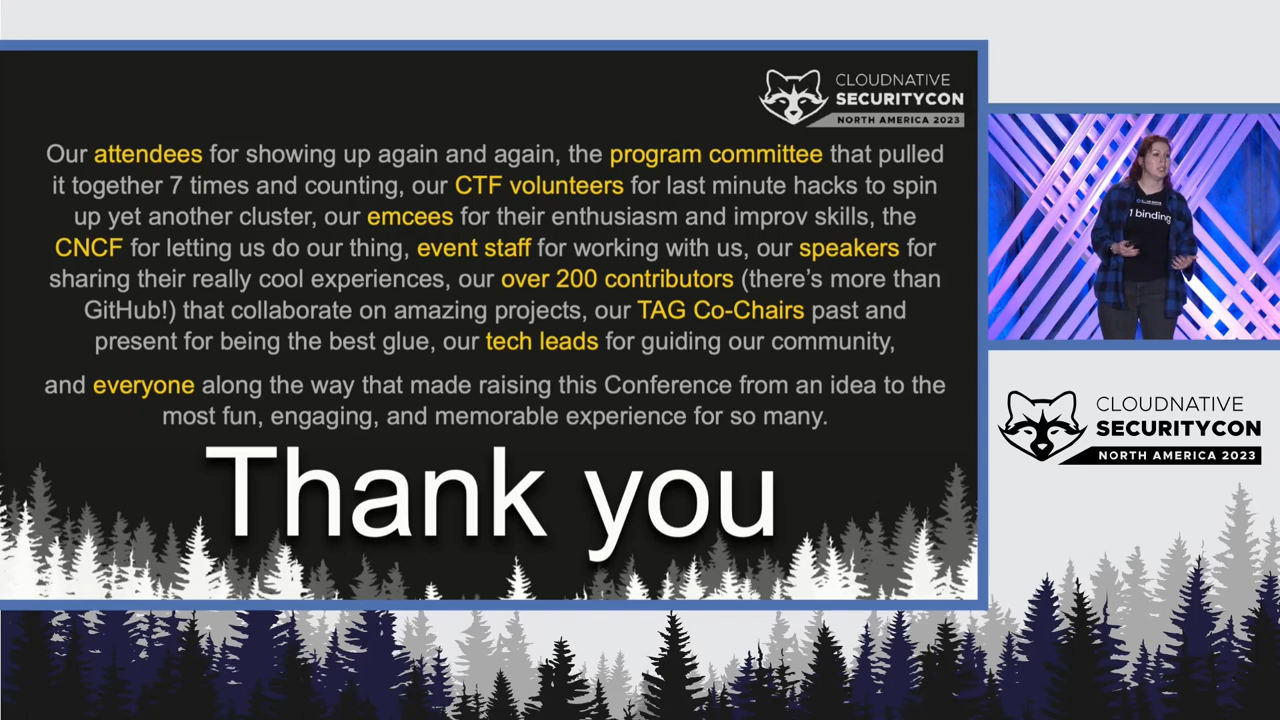 CLOUDNATIVE
SECURITYCON
NORTH AMERICA 2023
Our attendees for showing up again and again, the program committee that pulled
it together 7 times and counting, our CTF volunteers for last minute hacks to spin
up yet another cluster, our emcees for their enthusiasm and improv skills, the
CNCF for letting us do our thing, event staff for working with us, our speakers for
sharing their really cool experiences, our over 200 contributors (there's more than
GitHub!) that collaborate on amazing projects, our TAG Co-Chairs past and
present for being the best glue, our tech leads for guiding our community,
and everyone along the way that made raising this Conference from an idea to the
most fun, engaging, and memorable experience for so many.
Thank you
binding
CLOUDNATIVE
SECURITYCON
NORTH AMERICA 2023